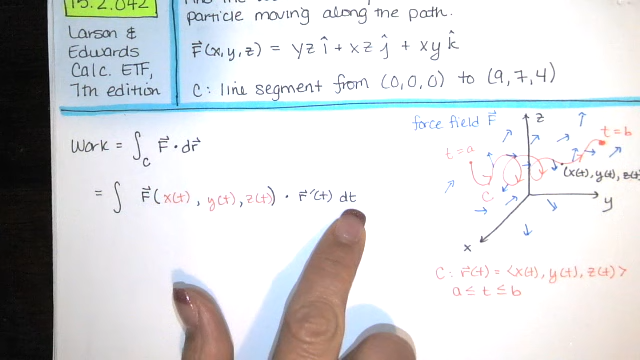 15.2.042
Larson &
Edwards
Calc. ETF,
7th edition
particle moving along the path.
F⃗(x,y,z) = yz î + xz ĵ + xy k̂
C: line segment from (0,0,0) to (9,7,4)
Work = ∫_C F⃗ · dr⃗
= ∫ F⃗(x(t), y(t), z(t)) · r⃗'(t) dt
force field F⃗
z
t = b
t = a
(x(t), y(t), z(t)
C
y
x
C: r⃗(t) = <x(t), y(t), z(t)>
a ≤ t ≤ b